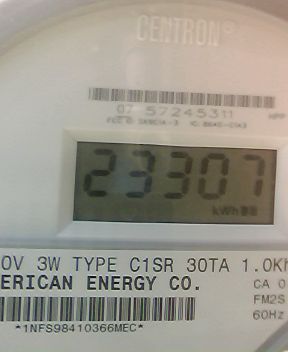 CENTRON®
07 57245311
23307
kWh
0V 3W TYPE C1SR 30TA 1.0Kh
ERICAN ENERGY CO.
CA 0
FM2S
60Hz
*1NFS98410366MEC*